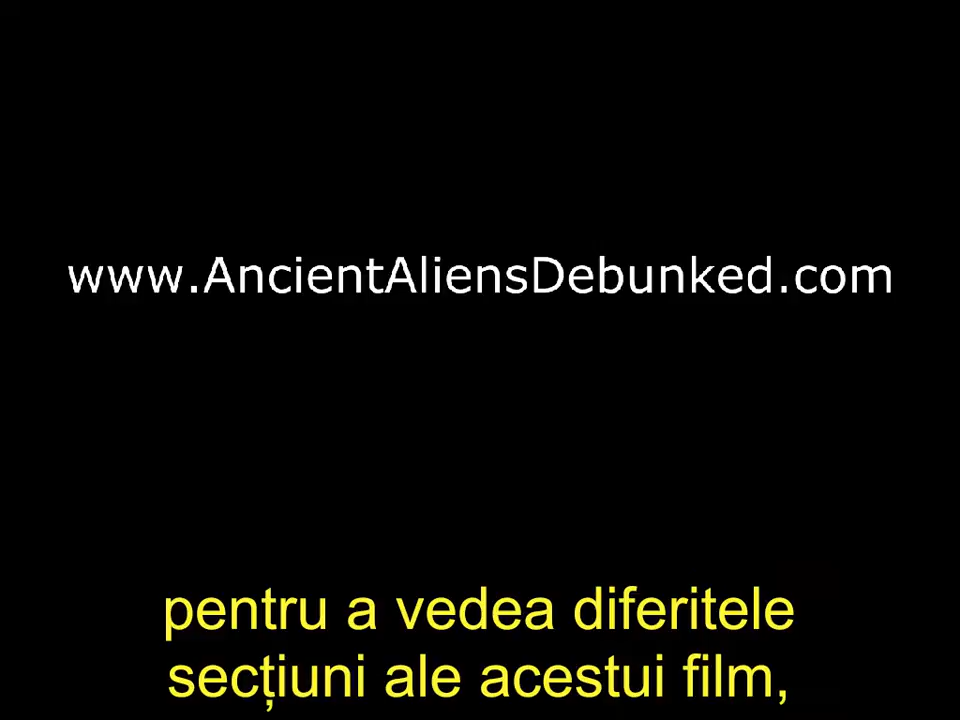 www.AncientAliensDebunked.com
pentru a vedea diferitele
secțiuni ale acestui film,